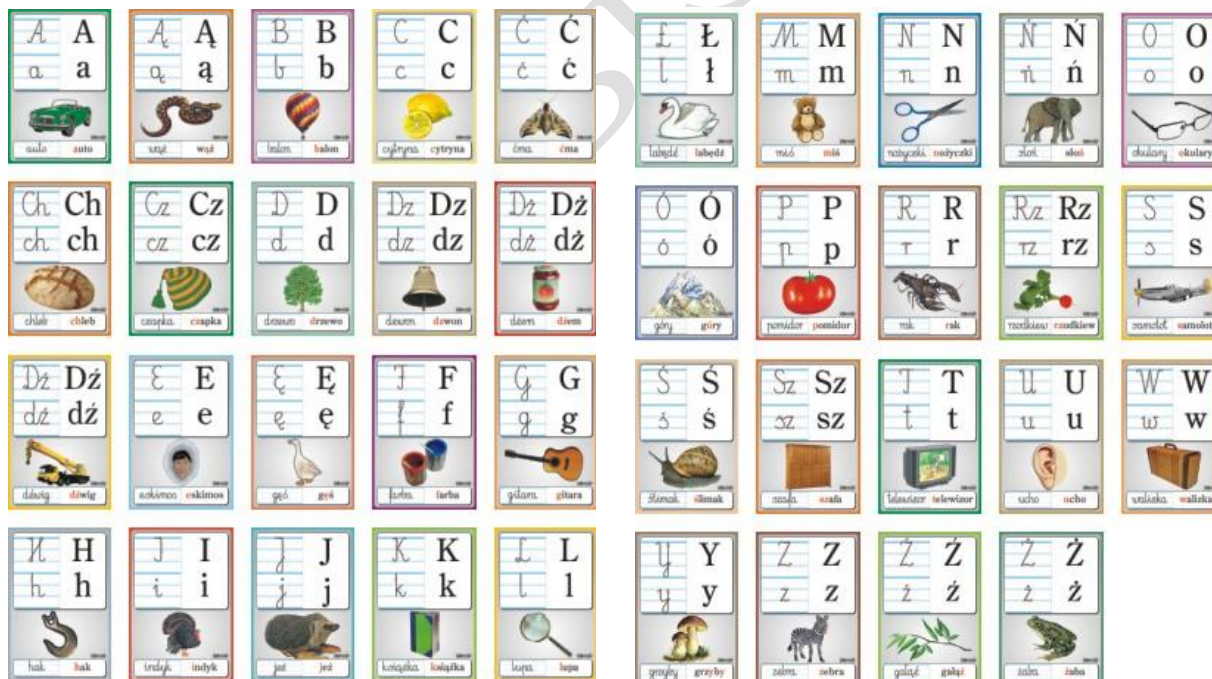 A A Ą Ą B B C C Ć Ć
a a ą ą b b c c ć ć
auto auto wąż wąż balon balon cytryna cytryna ćma ćma
Ch Ch Cz Cz D D Dz Dz Dż Dż
ch ch cz cz d d dz dz dż dż
chleb chleb czapka czapka drzewo drzewo dzwon dzwon dżem dżem
Dź Dź E E Ę Ę F F G G
dź dź e e ę ę f f g g
dźwig dźwig eskimos eskimos gęś gęś farba farba gitara gitara
H H I I J J K K L L
h h i i j j k k l l
hak hak indyk indyk jeż jeż książka książka lupa lupa
Ł Ł M M N N Ń Ń O O
ł ł m m n n ń ń o o
łabędź łabędź miś miś nożyczki nożyczki słoń słoń okulary okulary
Ó Ó P P R R Rz Rz S S
ó ó p p r r rz rz s s
góry góry pomidor pomidor rak rak rzodkiew rzodkiew samolot samolot
Ś Ś Sz Sz T T U U W W
ś ś sz sz t t u u w w
ślimak ślimak szafa szafa telewizor telewizor ucho ucho walizka walizka
Y Y Z Z Ź Ź Ż Ż
y y z z ź ź ż ż
grzyby grzyby zebra zebra gałąź gałąź żaba żaba